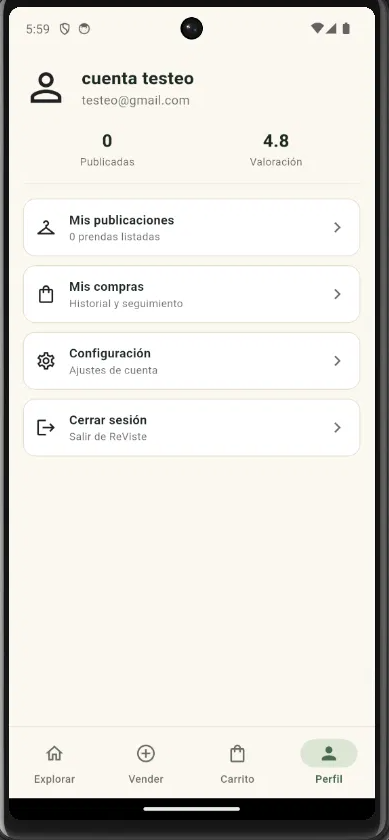 5:59
cuenta testeo
testeo@gmail.com
0
4.8
Publicadas
Valoración
Mis publicaciones
0 prendas listadas
Mis compras
Historial y seguimiento
Configuración
Ajustes de cuenta
Cerrar sesión
Salir de ReViste
Explorar
Vender
Carrito
Perfil